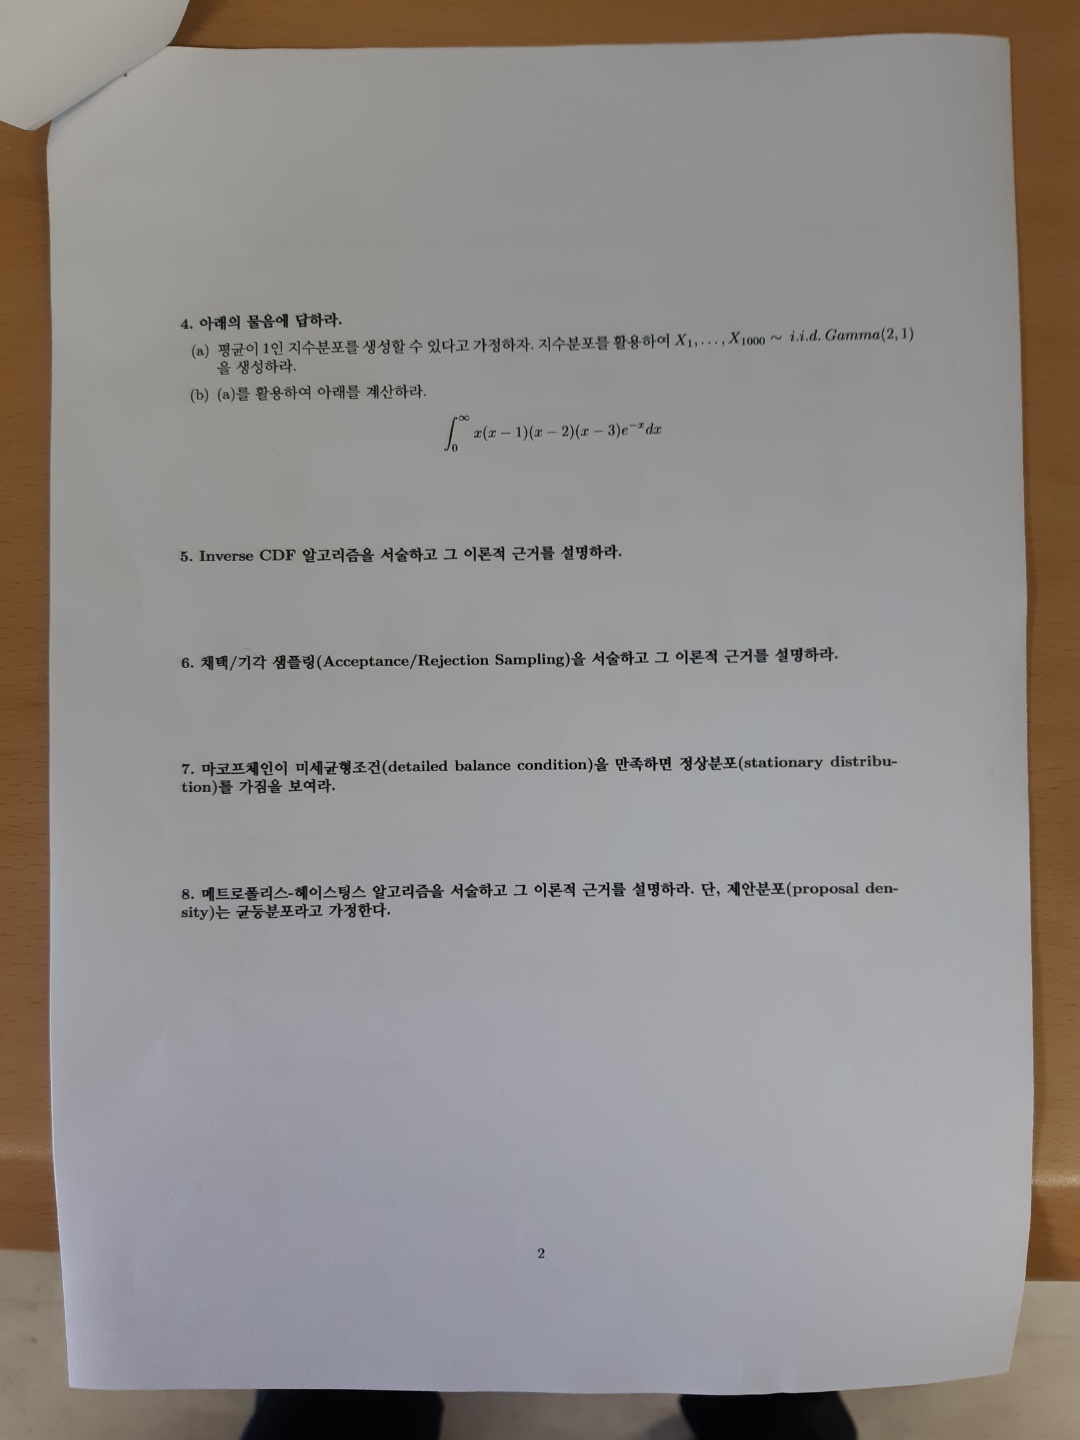 4. 아래의 물음에 답하라.
(a) 평균이 1인 지수분포를 생성할 수 있다고 가정하자. 지수분포를 활용하여 X₁, . . . , X₁₀₀₀ ∼ i.i.d. Gamma(2, 1)
을 생성하라.
(b) (a)를 활용하여 아래를 계산하라.
∫₀^∞ x(x − 1)(x − 2)(x − 3)e⁻ˣdx
5. Inverse CDF 알고리즘을 서술하고 그 이론적 근거를 설명하라.
6. 채택/기각 샘플링(Acceptance/Rejection Sampling)을 서술하고 그 이론적 근거를 설명하라.
7. 마코프체인이 미세균형조건(detailed balance condition)을 만족하면 정상분포(stationary distribu-
tion)를 가짐을 보여라.
8. 메트로폴리스-헤이스팅스 알고리즘을 서술하고 그 이론적 근거를 설명하라. 단, 제안분포(proposal den-
sity)는 균등분포라고 가정한다.
2